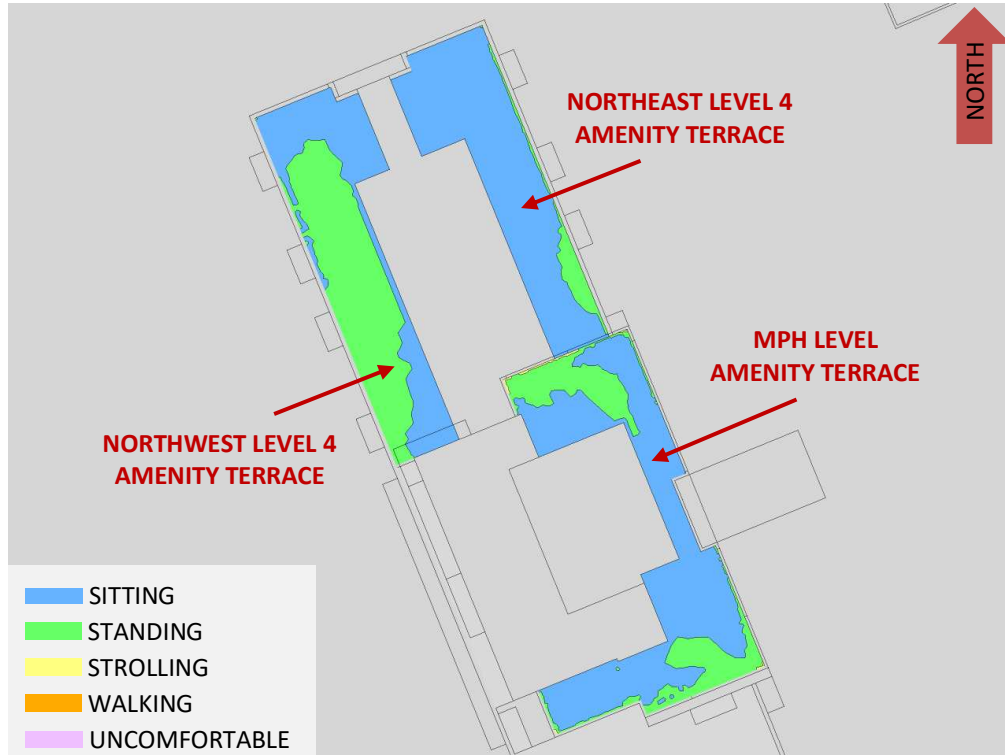 NORTH
NORTHEAST LEVEL 4
AMENITY TERRACE
MPH LEVEL
AMENITY TERRACE
NORTHWEST LEVEL 4
AMENITY TERRACE
SITTING
STANDING
STROLLING
WALKING
UNCOMFORTABLE